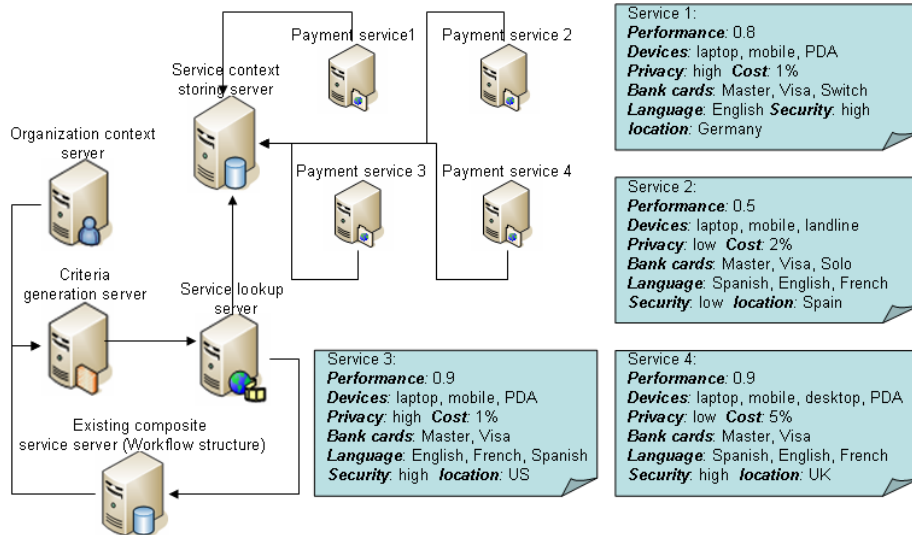 Payment service1
Payment service 2
Service context
storing server
Organization context
server
Payment service 3
Payment service 4
Criteria
generation server
Service lookup
server
Existing composite
service server (Workflow structure)
Service 1:
Performance: 0.8
Devices: laptop, mobile, PDA
Privacy: high Cost: 1%
Bank cards: Master, Visa, Switch
Language: English Security: high
location: Germany
Service 2:
Performance: 0.5
Devices: laptop, mobile, landline
Privacy: low Cost: 2%
Bank cards: Master, Visa, Solo
Language: Spanish, English, French
Security: low location: Spain
Service 3:
Performance: 0.9
Devices: laptop, mobile, PDA
Privacy: high Cost: 1%
Bank cards: Master, Visa
Language: English, French, Spanish
Security: high location: US
Service 4:
Performance: 0.9
Devices: laptop, mobile, desktop, PDA
Privacy: low Cost: 5%
Bank cards: Master, Visa
Language: Spanish, English, French
Security: high location: UK